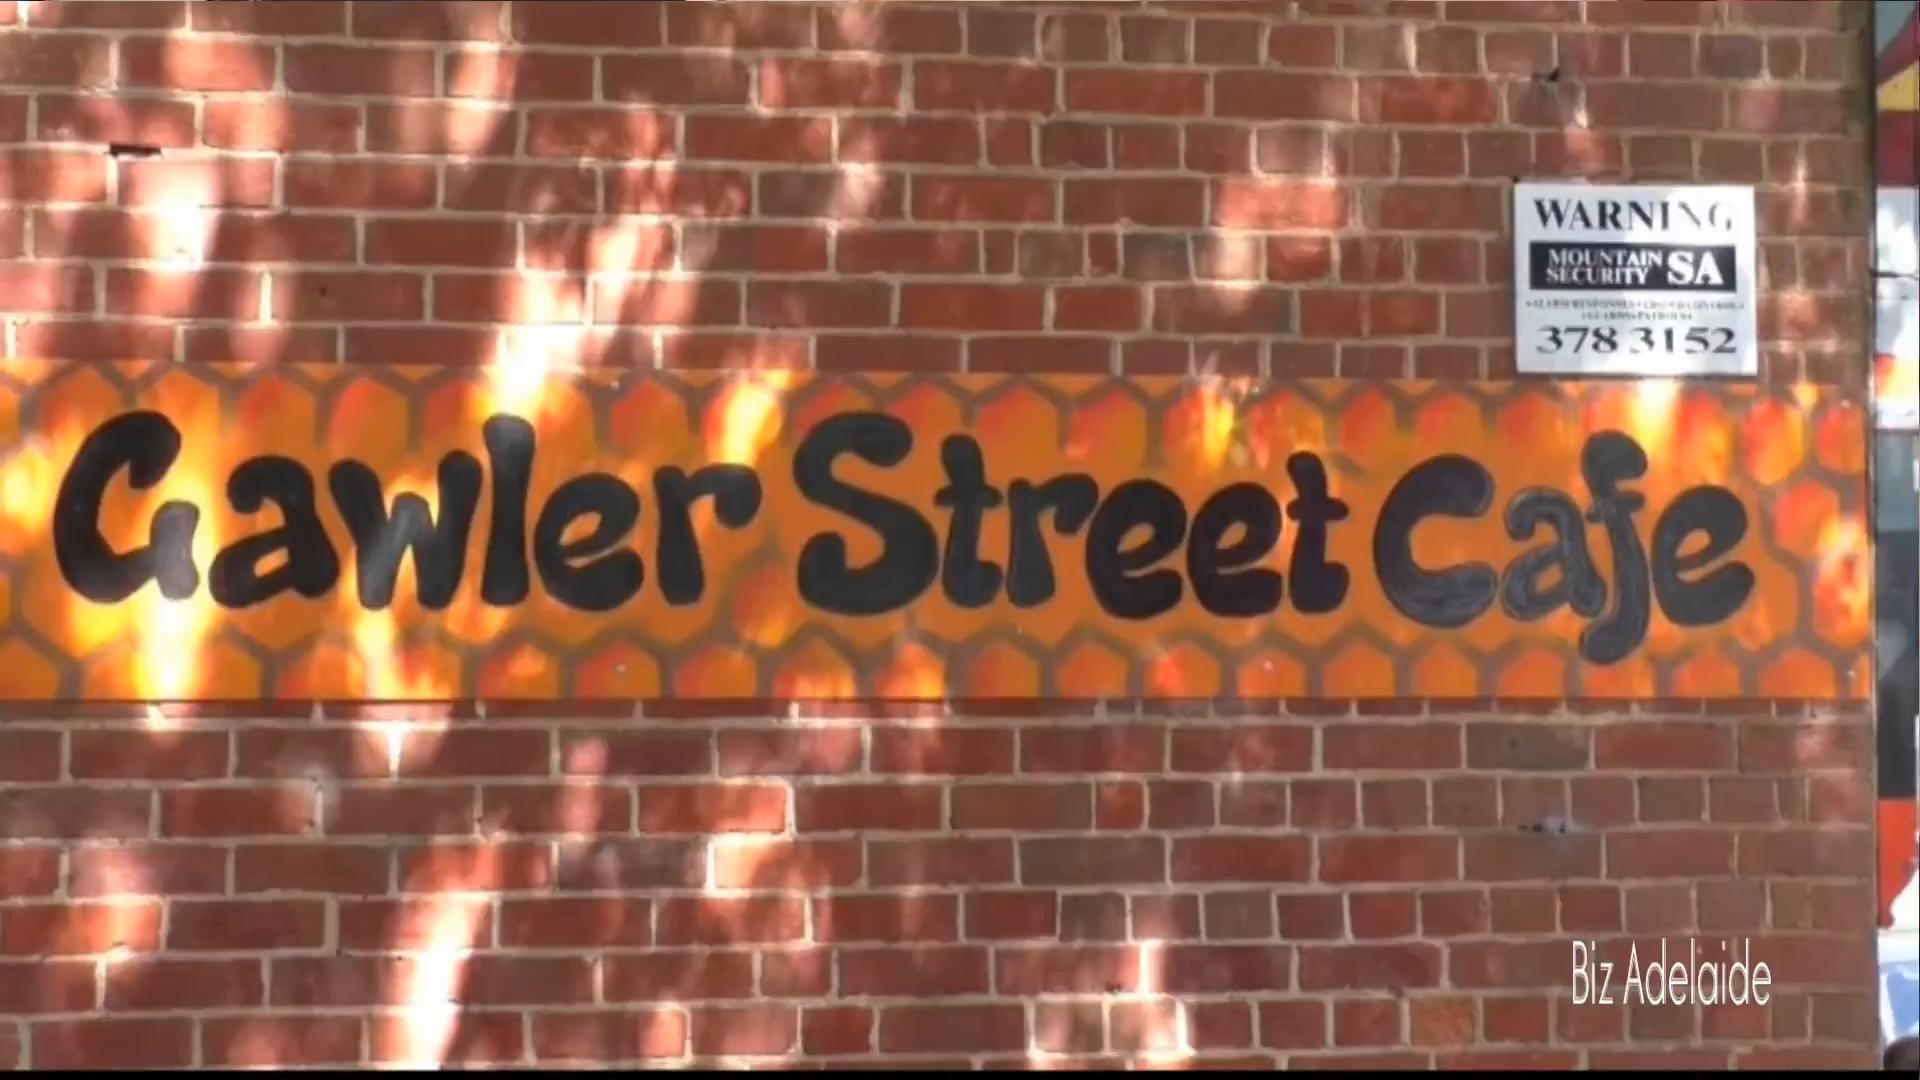 WARNING
MOUNTAIN
SECURITY SA
378 3152
Gawler Street Cafe
Biz Adelaide